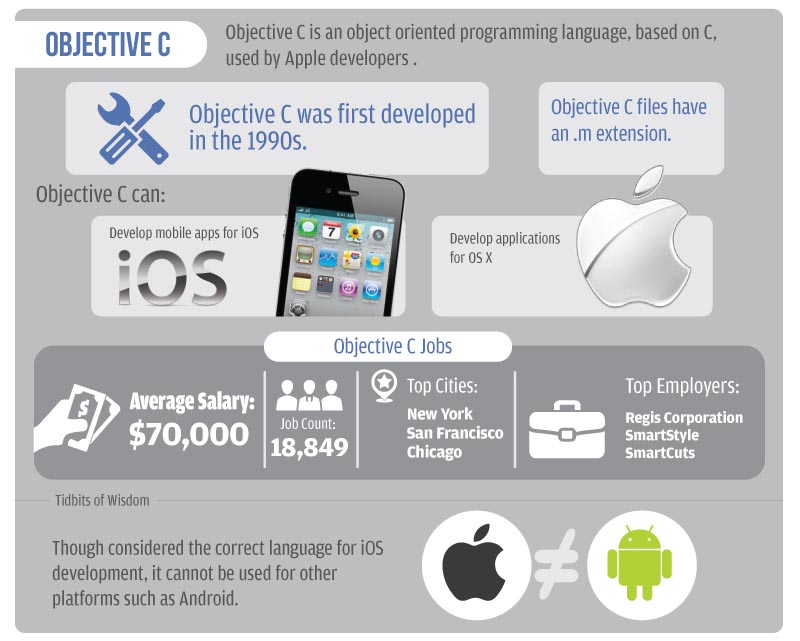 OBJECTIVE C
Objective C is an object oriented programming language, based on C,
used by Apple developers .
Objective C was first developed
in the 1990s.
Objective C files have
an .m extension.
Objective C can:
Develop mobile apps for iOS
iOS
9:41 AM
7
Develop applications
for OS X
Objective C Jobs
Average Salary:
$70,000
Job Count:
18,849
Top Cities:
New York
San Francisco
Chicago
Top Employers:
Regis Corporation
SmartStyle
SmartCuts
Tidbits of Wisdom
Though considered the correct language for iOS
development, it cannot be used for other
platforms such as Android.